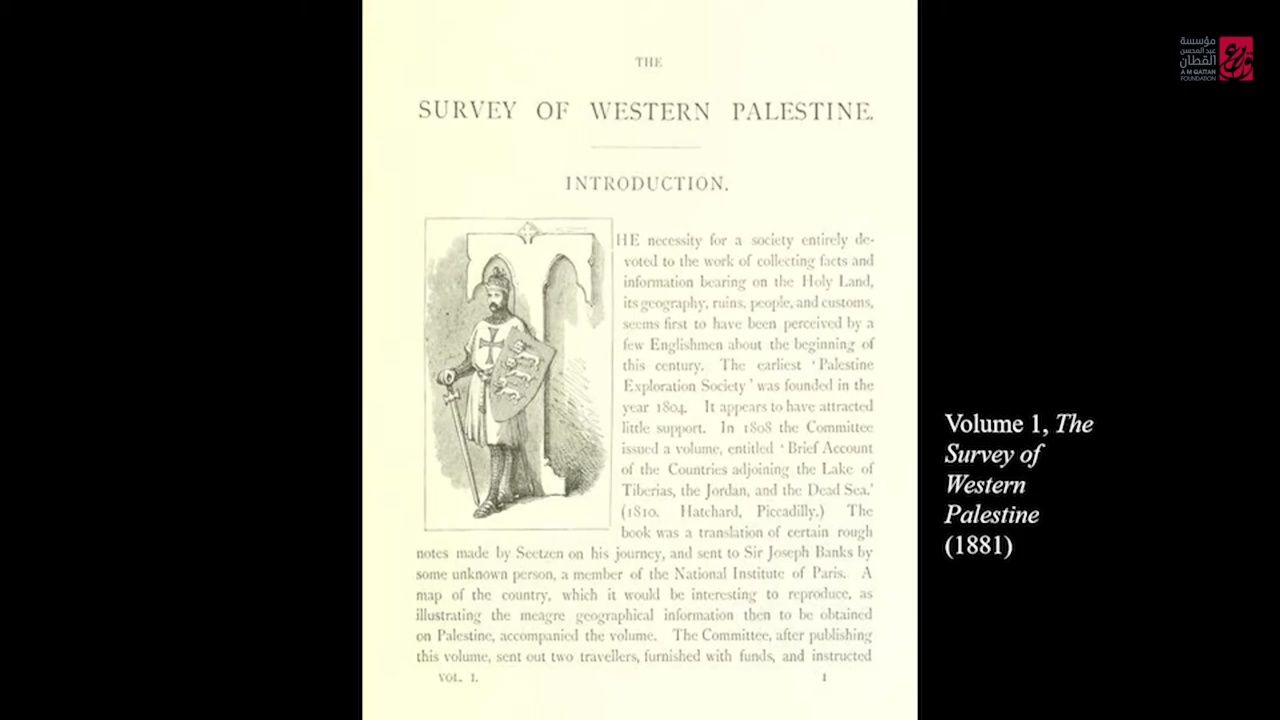 THE
SURVEY OF WESTERN PALESTINE.
INTRODUCTION.
HE necessity for a society entirely de-
voted to the work of collecting facts and
information bearing on the Holy Land,
its geography, ruins, people, and customs,
seems first to have been perceived by a
few Englishmen about the beginning of
this century. The earliest ‘Palestine
Exploration Society’ was founded in the
year 1804. It appears to have attracted
little support. In 1808 the Committee
issued a volume, entitled ‘Brief Account
of the Countries adjoining the Lake of
Tiberias, the Jordan, and the Dead Sea.’
(1810. Hatchard, Piccadilly.) The
book was a translation of certain rough
notes made by Seetzen on his journey, and sent to Sir Joseph Banks by
some unknown person, a member of the National Institute of Paris. A
map of the country, which it would be interesting to reproduce, as
illustrating the meagre geographical information then to be obtained
on Palestine, accompanied the volume. The Committee, after publishing
this volume, sent out two travellers, furnished with funds, and instructed
VOL. I. 1
Volume 1, The
Survey of
Western
Palestine
(1881)
مؤسسة
عبد المحسن
القطان
A M QATTAN
FOUNDATION